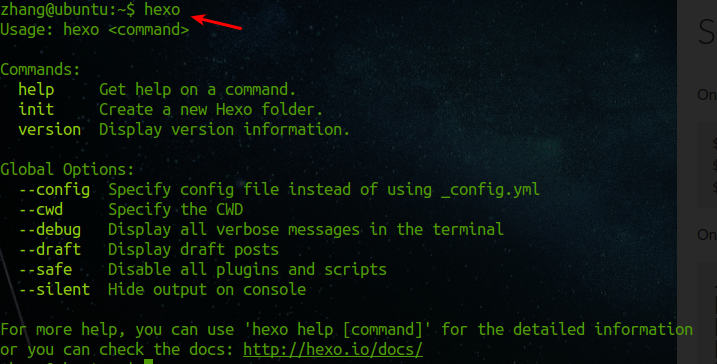 zhang@ubuntu:~$ hexo
Usage: hexo <command>
Commands:
help Get help on a command.
init Create a new Hexo folder.
version Display version information.
Global Options:
--config Specify config file instead of using _config.yml
--cwd Specify the CWD
--debug Display all verbose messages in the terminal
--draft Display draft posts
--safe Disable all plugins and scripts
--silent Hide output on console
For more help, you can use 'hexo help [command]' for the detailed information
or you can check the docs: http://hexo.io/docs/
S
On
On